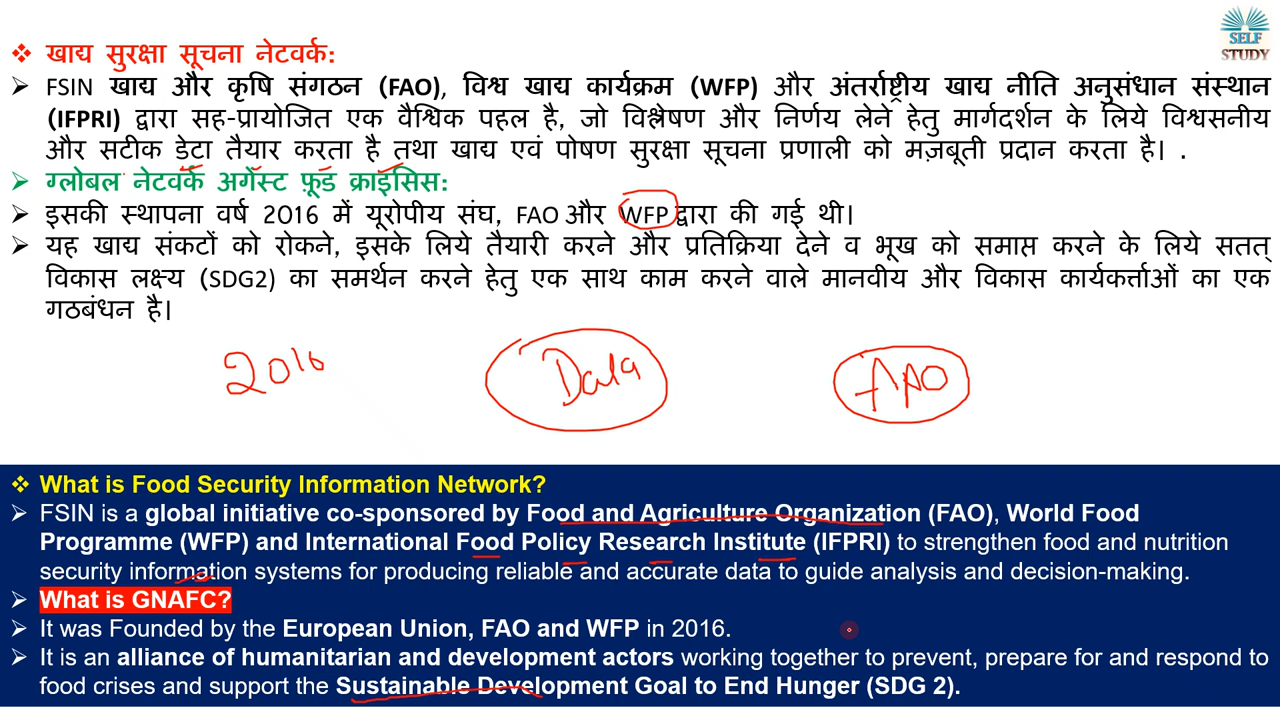 SELF
STUDY
❖ खाद्य सुरक्षा सूचना नेटवर्क:
➢ FSIN खाद्य और कृषि संगठन (FAO), विश्व खाद्य कार्यक्रम (WFP) और अंतर्राष्ट्रीय खाद्य नीति अनुसंधान संस्थान
(IFPRI) द्वारा सह-प्रायोजित एक वैश्विक पहल है, जो विश्लेषण और निर्णय लेने हेतु मार्गदर्शन के लिये विश्वसनीय
और सटीक डेटा तैयार करता है तथा खाद्य एवं पोषण सुरक्षा सूचना प्रणाली को मज़बूती प्रदान करता है। .
➢ ग्लोबल नेटवर्क अगेंस्ट फ़ूड क्राइसिस:
➢ इसकी स्थापना वर्ष 2016 में यूरोपीय संघ, FAO और WFP द्वारा की गई थी।
➢ यह खाद्य संकटों को रोकने, इसके लिये तैयारी करने और प्रतिक्रिया देने व भूख को समाप्त करने के लिये सतत्
विकास लक्ष्य (SDG2) का समर्थन करने हेतु एक साथ काम करने वाले मानवीय और विकास कार्यकर्त्ताओं का एक
गठबंधन है।
2016 Data FAO
❖ What is Food Security Information Network?
➢ FSIN is a global initiative co-sponsored by Food and Agriculture Organization (FAO), World Food
Programme (WFP) and International Food Policy Research Institute (IFPRI) to strengthen food and nutrition
security information systems for producing reliable and accurate data to guide analysis and decision-making.
➢ What is GNAFC?
➢ It was Founded by the European Union, FAO and WFP in 2016.
➢ It is an alliance of humanitarian and development actors working together to prevent, prepare for and respond to
food crises and support the Sustainable Development Goal to End Hunger (SDG 2).